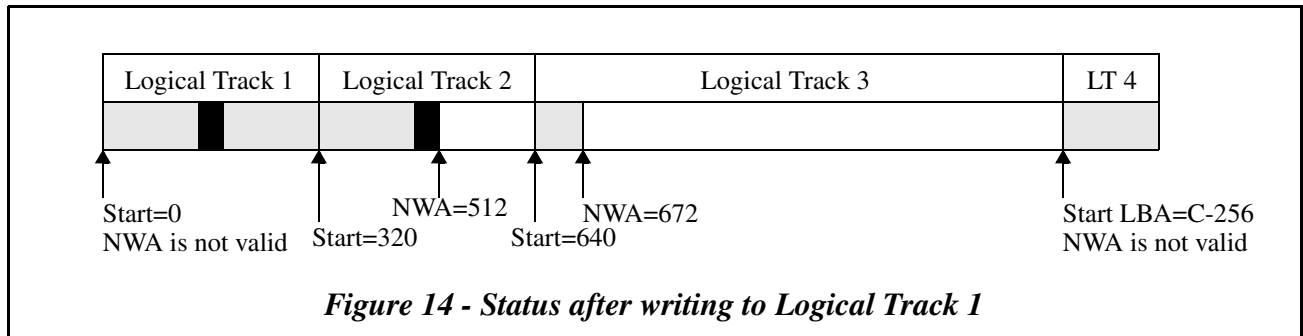 Logical Track 1 Logical Track 2 Logical Track 3 LT 4
Start=0
NWA is not valid
Start=320
NWA=512
Start=640
NWA=672
Start LBA=C-256
NWA is not valid
Figure 14 - Status after writing to Logical Track 1